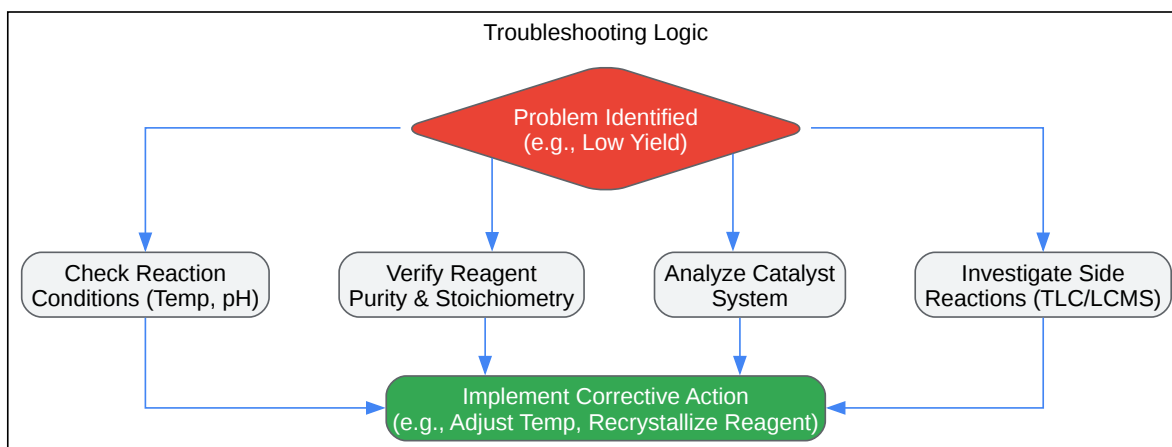 Troubleshooting Logic
Problem Identified
(e.g., Low Yield)
Check Reaction
Conditions (Temp, pH)
Verify Reagent
Purity & Stoichiometry
Analyze Catalyst
System
Investigate Side
Reactions (TLC/LCMS)
Implement Corrective Action
(e.g., Adjust Temp, Recrystallize Reagent)